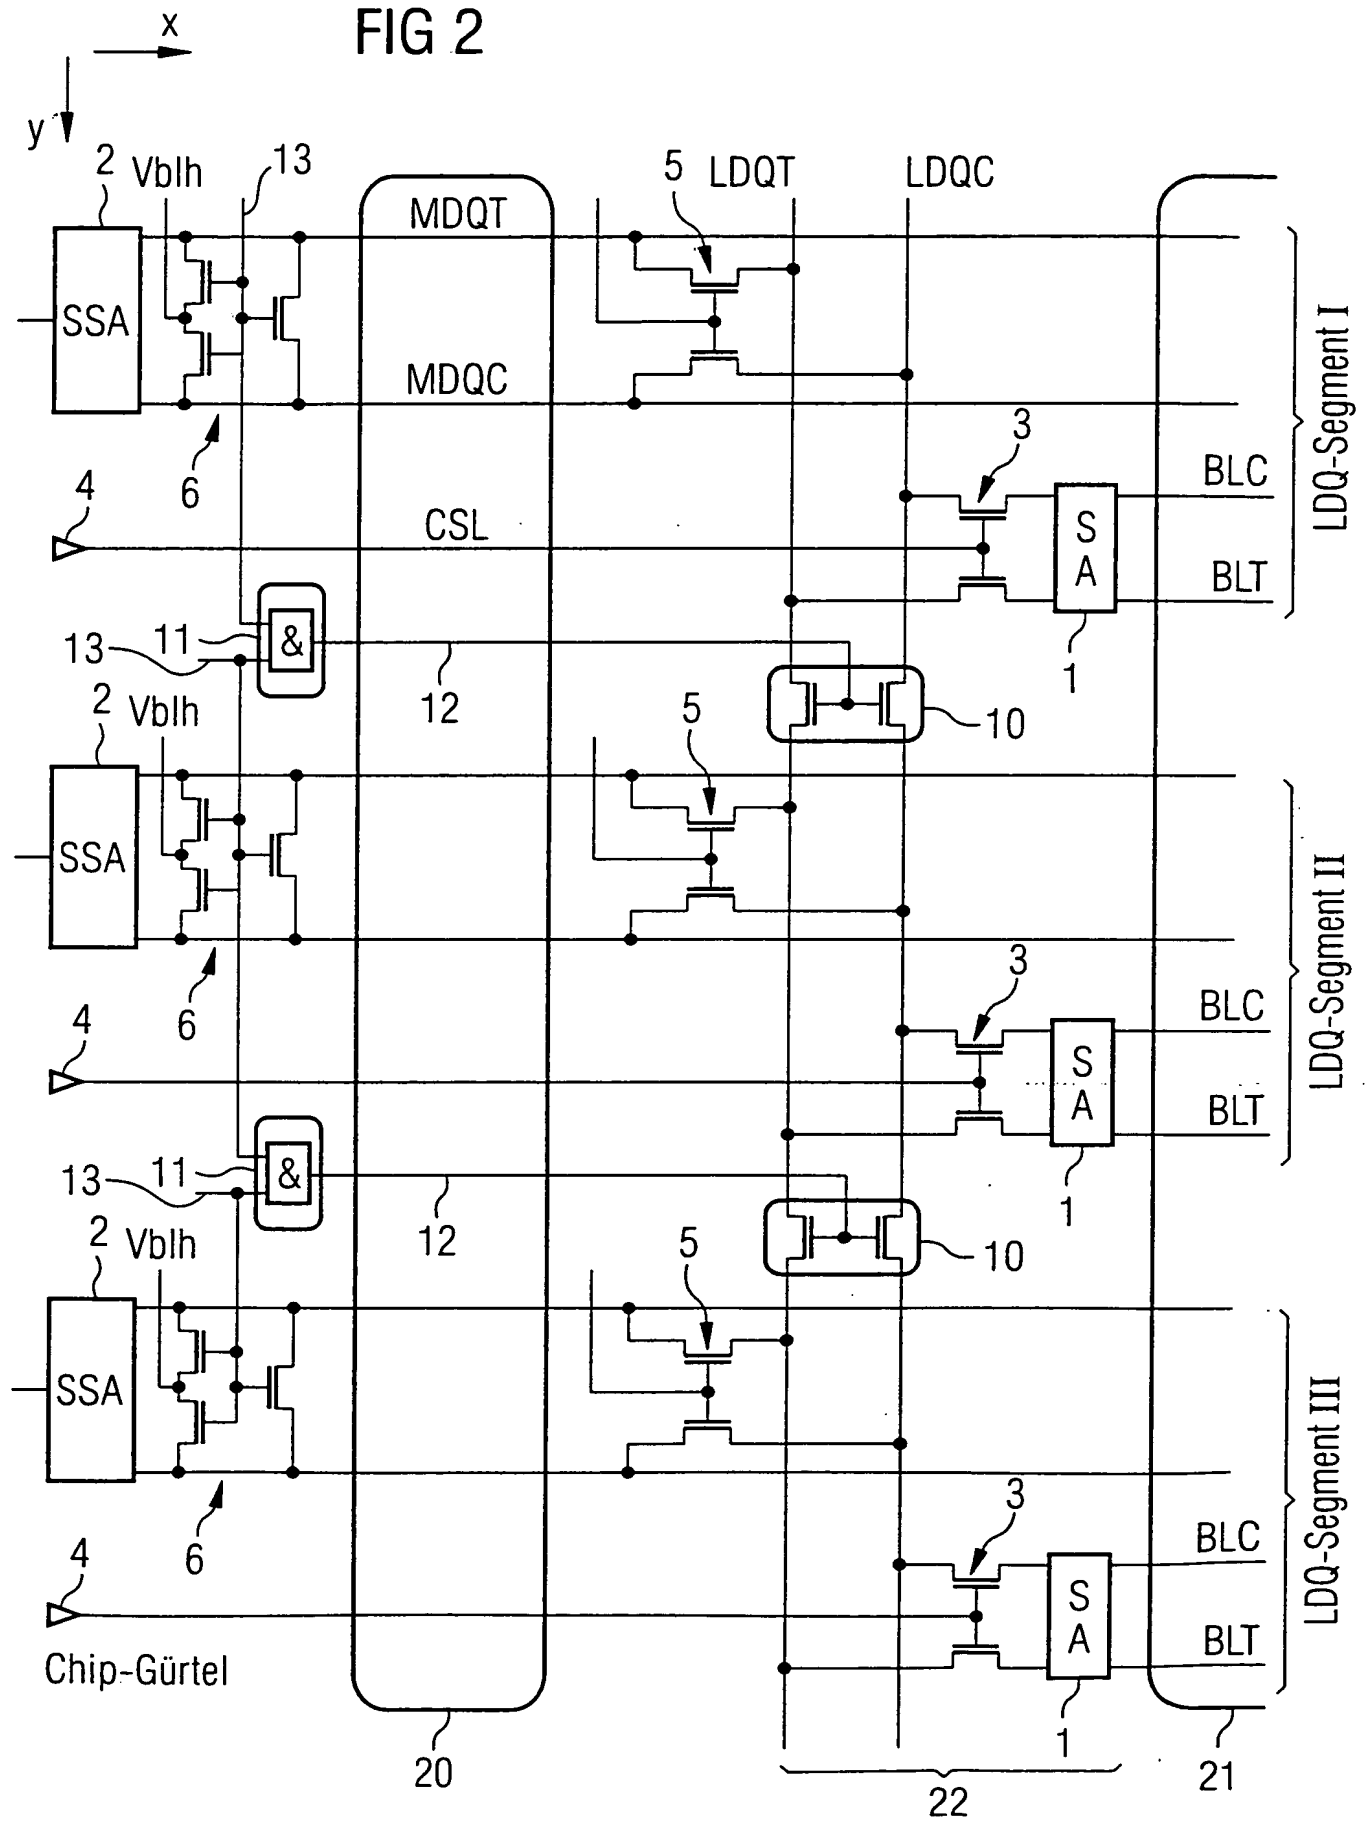 FIG 2
x
y
2 Vblh 13
5 LDQT LDQC
MDQT
SSA
MDQC
LDQ-Segment I
6
3
4
CSL
BLC
S
A
BLT
11
&
13
12
1
10
2 Vblh
5
SSA
LDQ-Segment II
6
3
4
BLC
S
A
BLT
11
&
13
12
1
10
2 Vblh
5
SSA
LDQ-Segment III
6
3
4
BLC
S
A
BLT
Chip-Gürtel
1
20
22
21